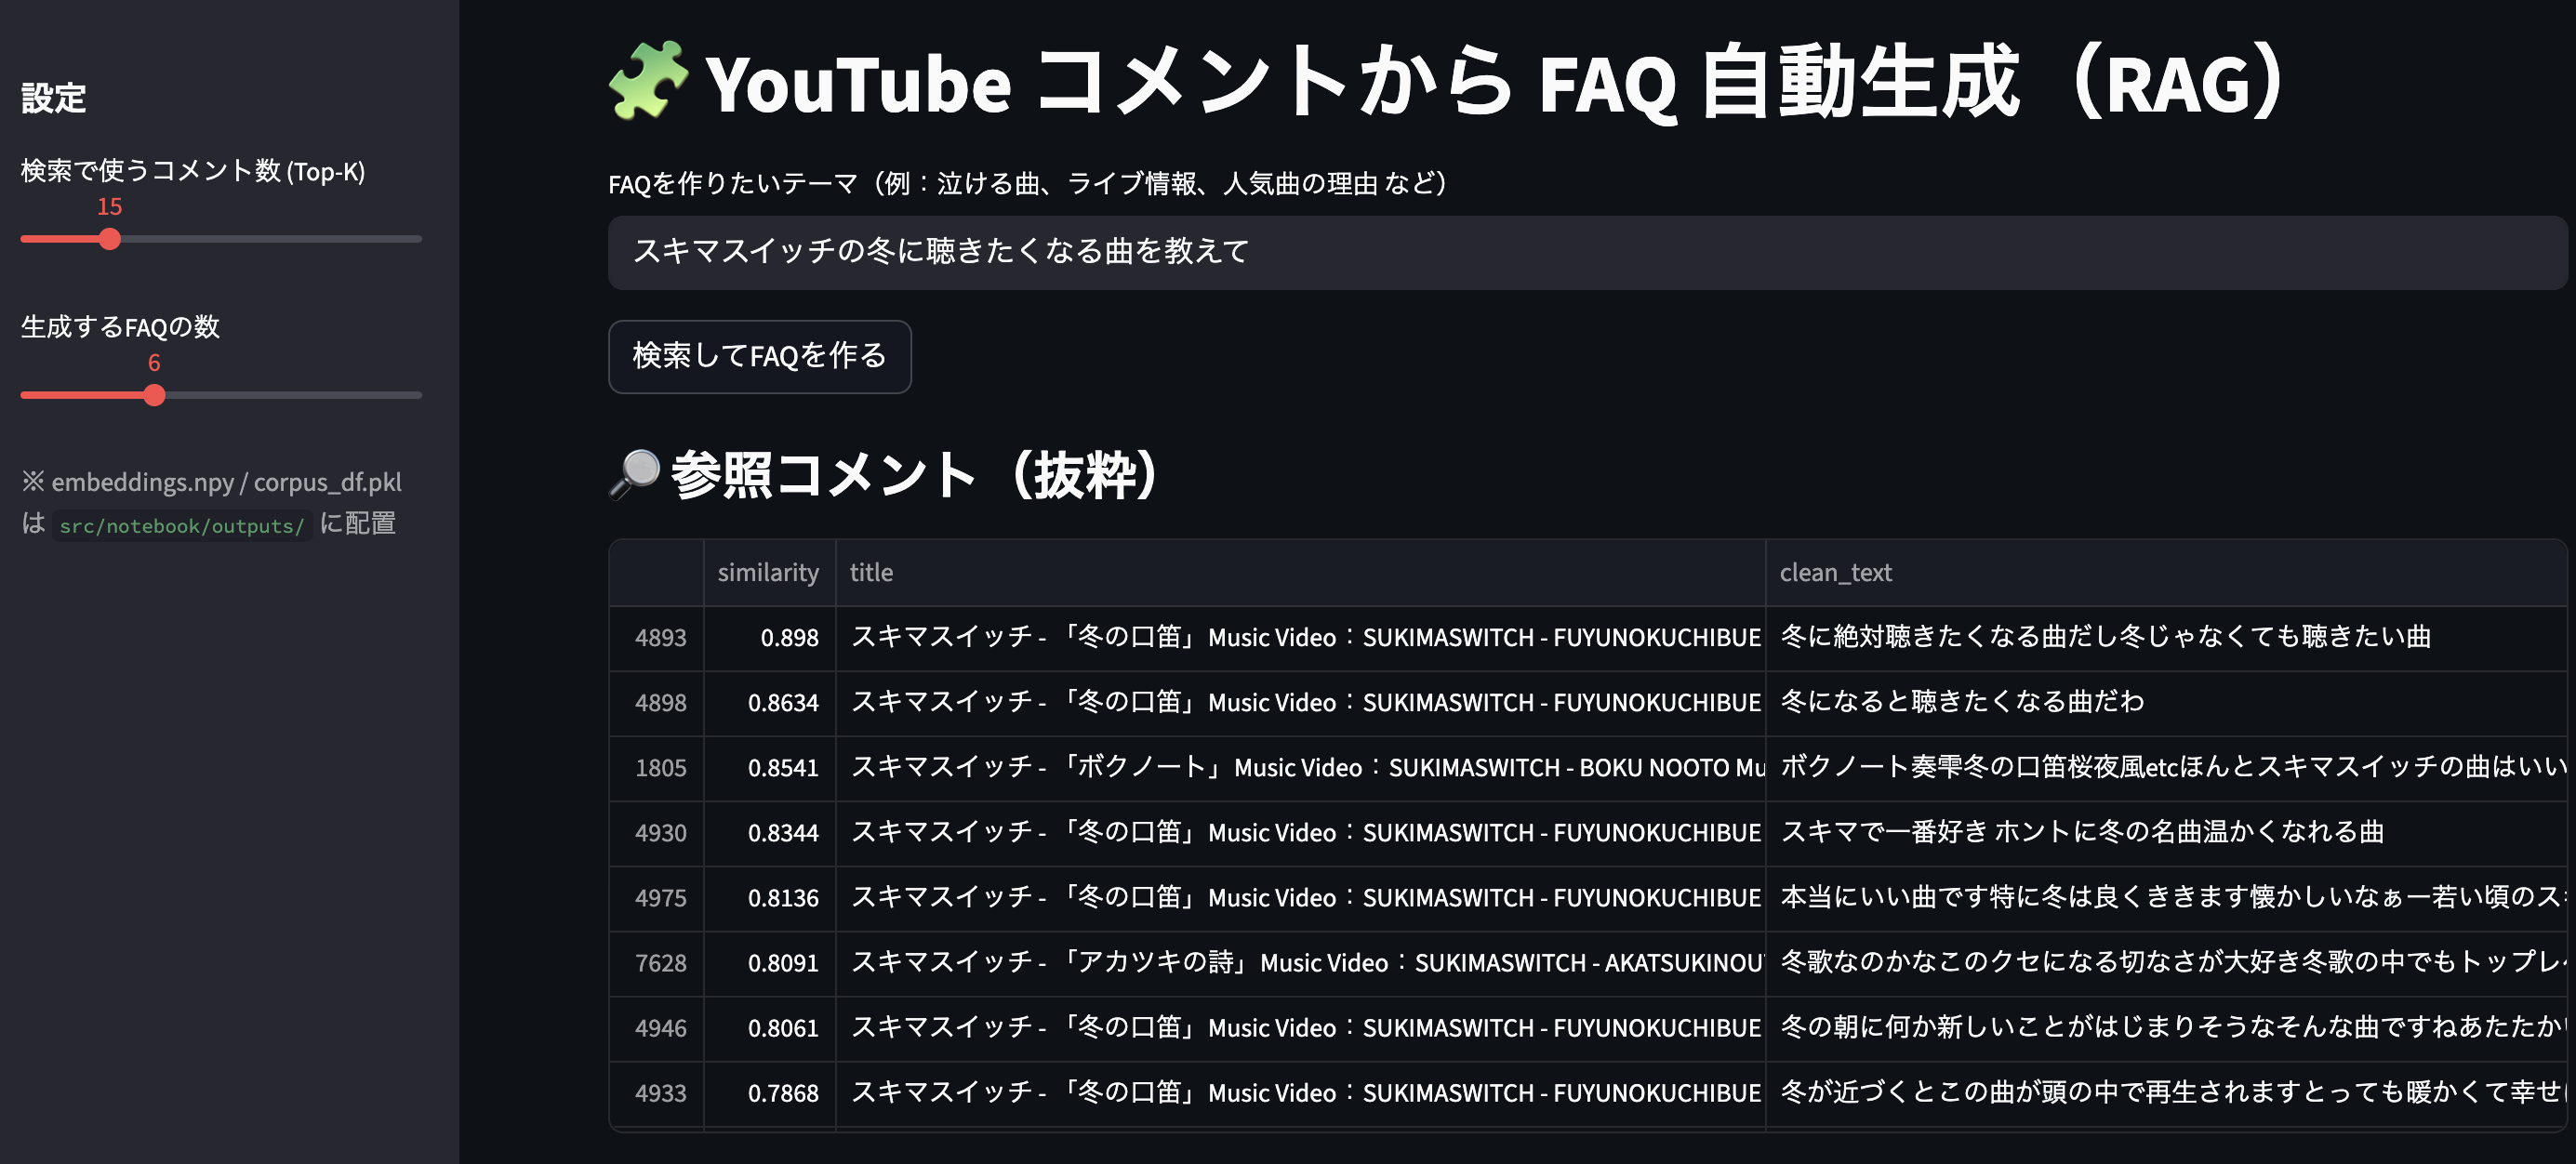 設定
検索で使うコメント数 (Top-K)
15
生成するFAQの数
6
※ embeddings.npy / corpus_df.pkl
は src/notebook/outputs/ に配置
YouTube コメントから FAQ 自動生成（RAG）
FAQを作りたいテーマ（例：泣ける曲、ライブ情報、人気曲の理由 など）
スキマスイッチの冬に聴きたくなる曲を教えて
検索してFAQを作る
参照コメント（抜粋）
similarity title clean_text
4893 0.898 スキマスイッチ - 「冬の口笛」Music Video：SUKIMASWITCH - FUYUNOKUCHIBUE 冬に絶対聴きたくなる曲だし冬じゃなくても聴きたい曲
4898 0.8634 スキマスイッチ - 「冬の口笛」Music Video：SUKIMASWITCH - FUYUNOKUCHIBUE 冬になると聴きたくなる曲だわ
1805 0.8541 スキマスイッチ - 「ボクノート」Music Video：SUKIMASWITCH - BOKU NOOTO Mu ボクノート奏雫冬の口笛桜夜風etcほんとスキマスイッチの曲はいい
4930 0.8344 スキマスイッチ - 「冬の口笛」Music Video：SUKIMASWITCH - FUYUNOKUCHIBUE スキマで一番好き ホントに冬の名曲温かくなれる曲
4975 0.8136 スキマスイッチ - 「冬の口笛」Music Video：SUKIMASWITCH - FUYUNOKUCHIBUE 本当にいい曲です特に冬は良くききます懐かしいなぁー若い頃のス
7628 0.8091 スキマスイッチ - 「アカツキの詩」Music Video：SUKIMASWITCH - AKATSUKINOU 冬歌なのかなこのクセになる切なさが大好き冬歌の中でもトップレ
4946 0.8061 スキマスイッチ - 「冬の口笛」Music Video：SUKIMASWITCH - FUYUNOKUCHIBUE 冬の朝に何か新しいことがはじまりそうなそんな曲ですねあたたか
4933 0.7868 スキマスイッチ - 「冬の口笛」Music Video：SUKIMASWITCH - FUYUNOKUCHIBUE 冬が近づくとこの曲が頭の中で再生されますとっても暖かくて幸せ